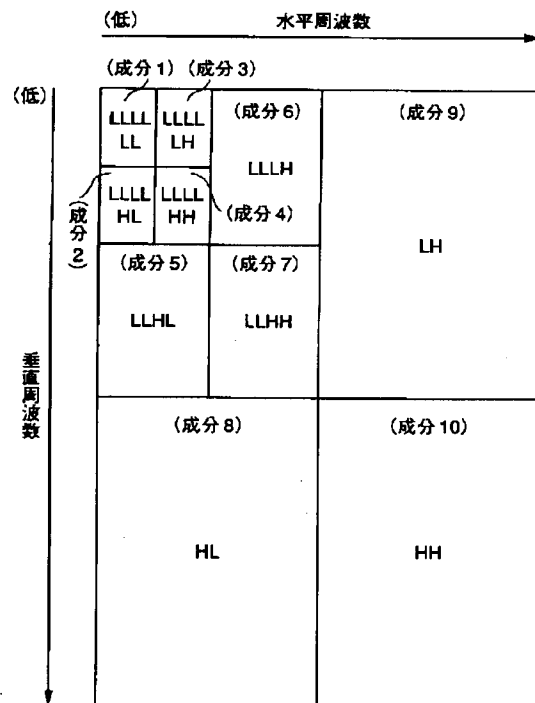 (低)
水平周波数
(成分1)
(成分3)
(低)
LLLL
LL
LLLL
LH
(成分6)
LLLH
(成分9)
LH
LLLL
HL
LLLL
HH
(成分4)
(成分2)
(成分5)
LLHL
(成分7)
LLHH
垂直周波数
(成分8)
HL
(成分10)
HH